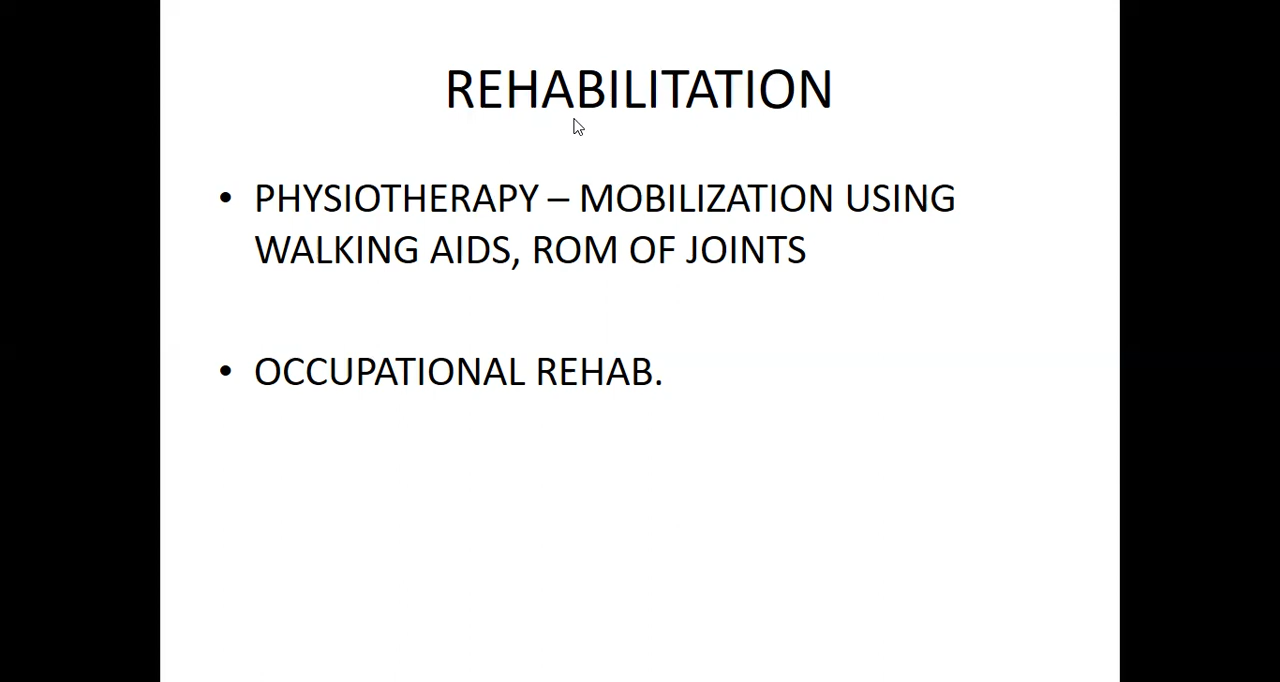 REHABILITATION
• PHYSIOTHERAPY – MOBILIZATION USING
WALKING AIDS, ROM OF JOINTS
• OCCUPATIONAL REHAB.